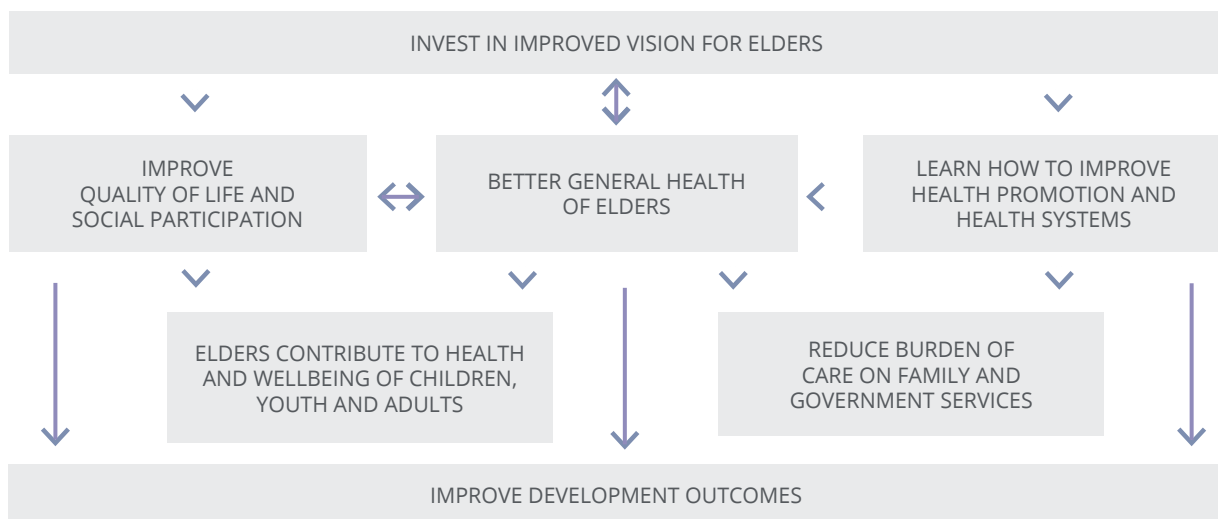 INVEST IN IMPROVED VISION FOR ELDERS
IMPROVE
QUALITY OF LIFE AND
SOCIAL PARTICIPATION
BETTER GENERAL HEALTH
OF ELDERS
LEARN HOW TO IMPROVE
HEALTH PROMOTION AND
HEALTH SYSTEMS
ELDERS CONTRIBUTE TO HEALTH
AND WELLBEING OF CHILDREN,
YOUTH AND ADULTS
REDUCE BURDEN OF
CARE ON FAMILY AND
GOVERNMENT SERVICES
IMPROVE DEVELOPMENT OUTCOMES